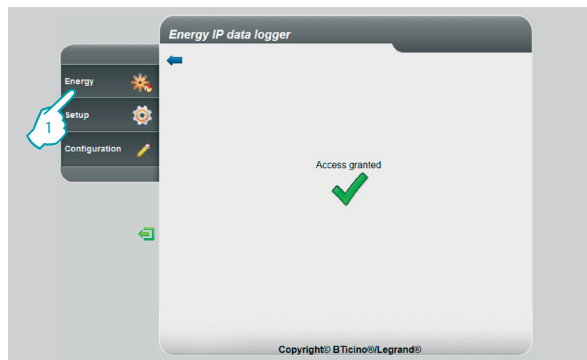 Energy IP data logger
Energy
Setup
1
Configuration
Access granted
Copyright© BTicino®/Legrand®